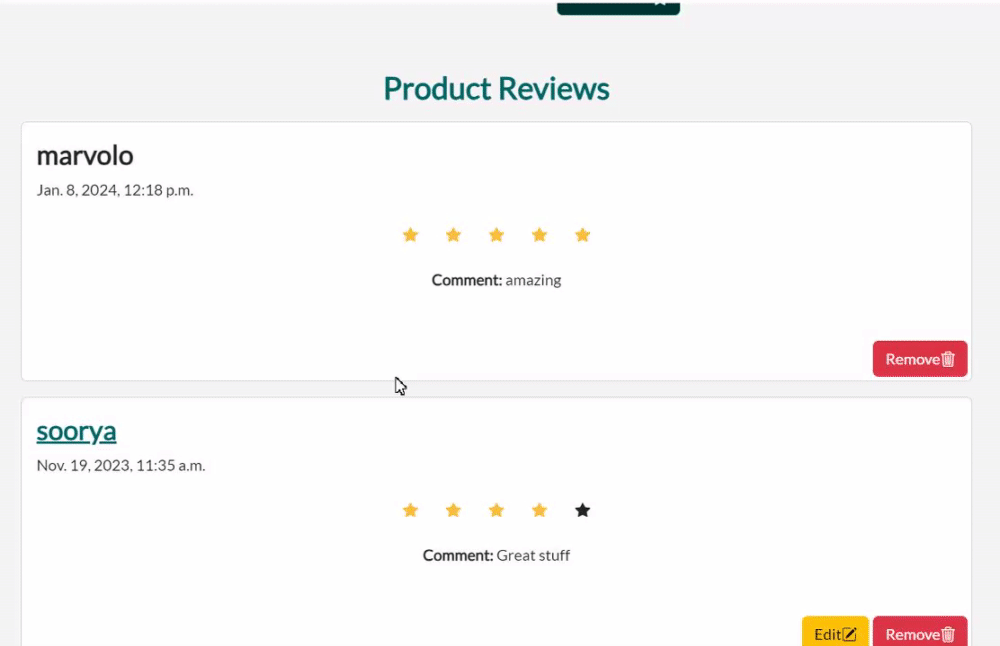 Product Reviews
marvolo
Jan. 8, 2024, 12:18 p.m.
Comment: amazing
Remove
soorya
Nov. 19, 2023, 11:35 a.m.
Comment: Great stuff
Edit Remove